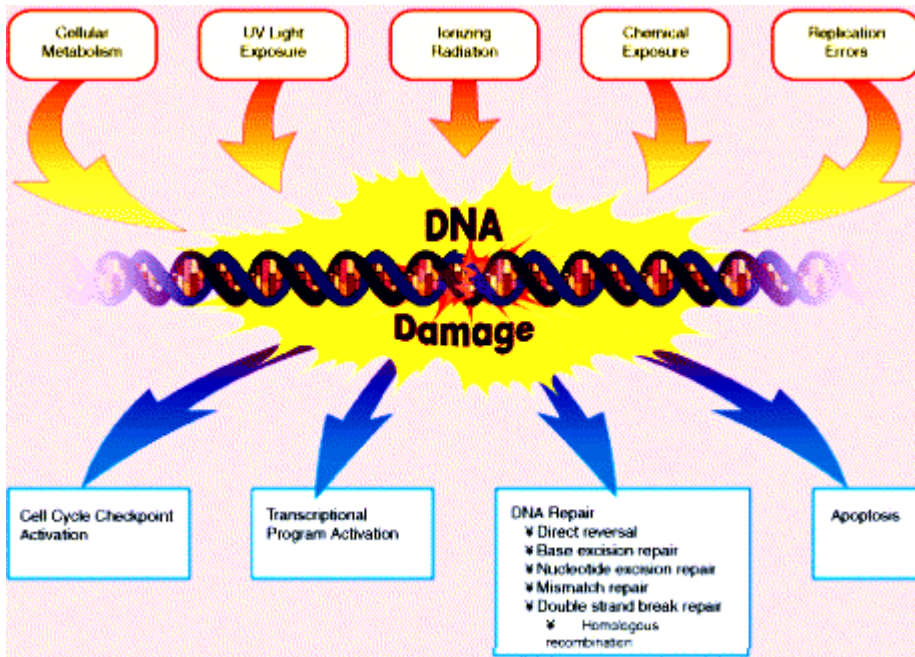 Cellular
Metabolism
UV Light
Exposure
Ionizing
Radiation
Chemical
Exposure
Replication
Errors
DNA
Damage
Cell Cycle Checkpoint
Activation
Transcriptional
Program Activation
DNA Repair
¥ Direct reversal
¥ Base excision repair
¥ Nucleotide excision repair
¥ Mismatch repair
¥ Double strand break repair
¥ Homologous
recombination
Apoptosis